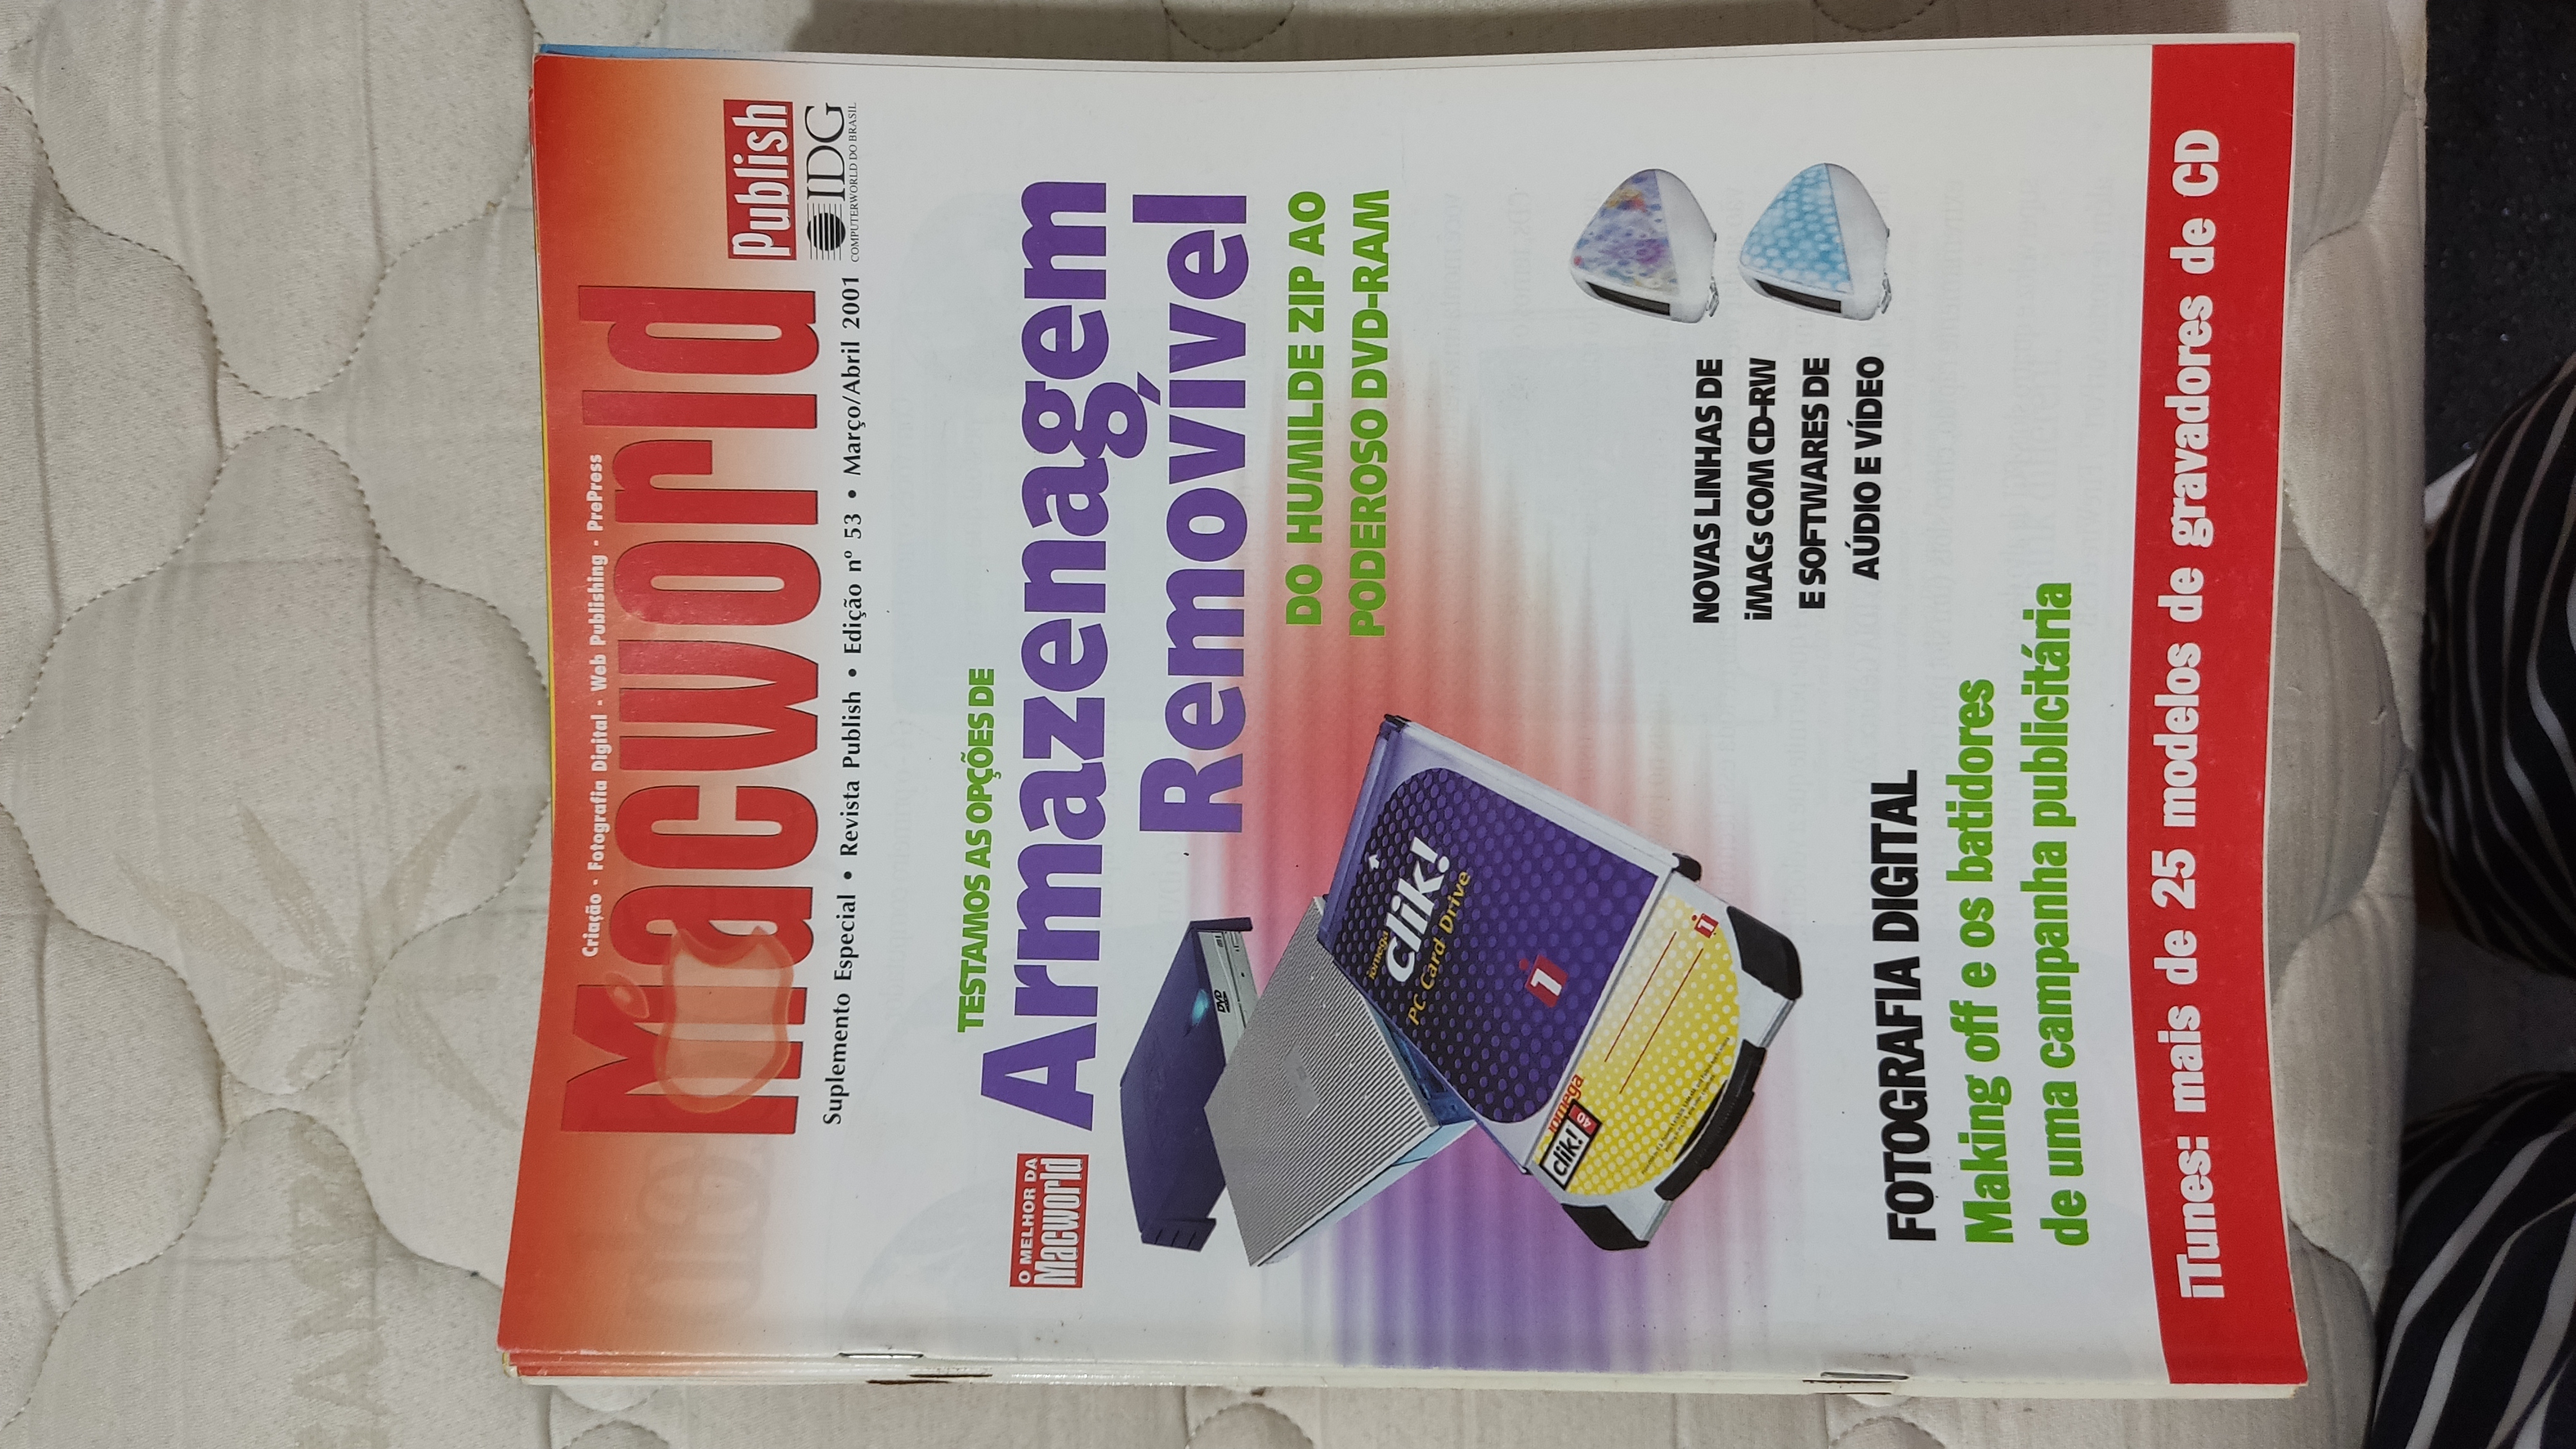 Criação - Fotografia Digital - Web Publishing - PrePress
Macworld
Publish
IDG
COMPUTERWORLD DO BRASIL
Suplemento Especial • Revista Publish • Edição nº 53 • Março/Abril 2001
TESTAMOS AS OPÇÕES DE
O MELHOR DA
Macworld
Armazenagem
Removível
DO HUMILDE ZIP AO
PODEROSO DVD-RAM
DVD
iomega
clik!
PC Card Drive
iomega
clik! 40
NOVAS LINHAS DE
iMACs COM CD-RW
E SOFTWARES DE
AÚDIO E VÍDEO
FOTOGRAFIA DIGITAL
Making off e os batidores
de uma campanha publicitária
iTunes: mais de 25 modelos de gravadores de CD